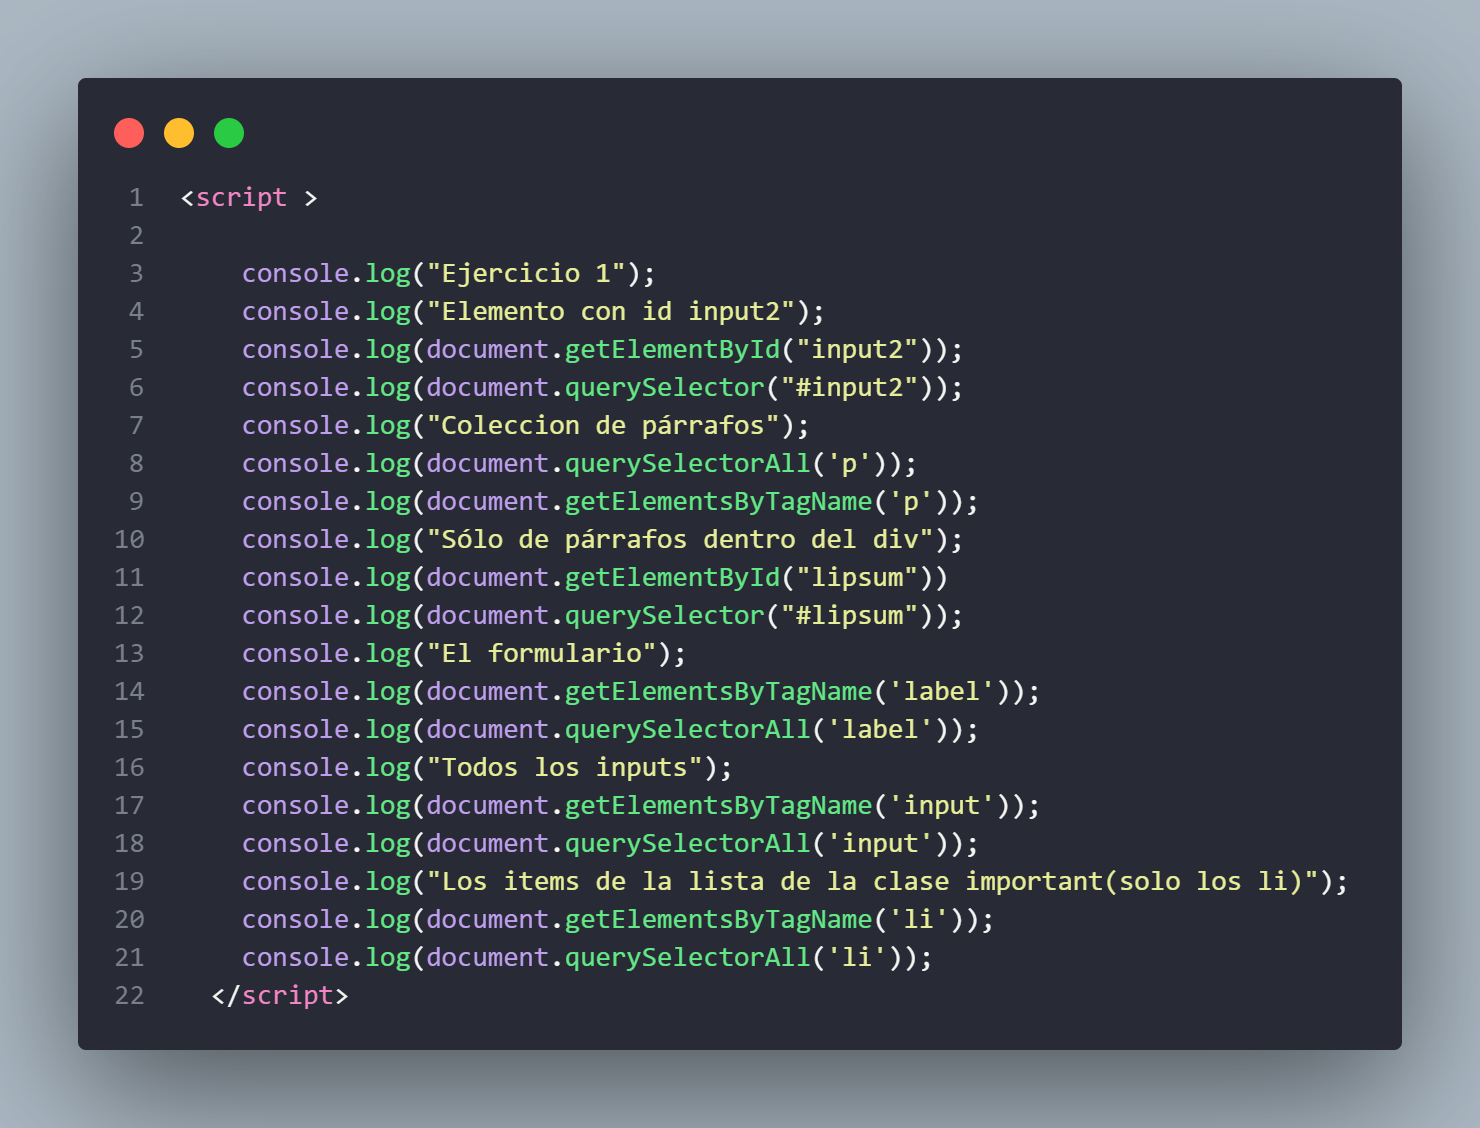 1 <script >
2
3 console.log("Ejercicio 1");
4 console.log("Elemento con id input2");
5 console.log(document.getElementById("input2"));
6 console.log(document.querySelector("#input2"));
7 console.log("Coleccion de párrafos");
8 console.log(document.querySelectorAll('p'));
9 console.log(document.getElementsByTagName('p'));
10 console.log("Sólo de párrafos dentro del div");
11 console.log(document.getElementById("lipsum"))
12 console.log(document.querySelector("#lipsum"));
13 console.log("El formulario");
14 console.log(document.getElementsByTagName('label'));
15 console.log(document.querySelectorAll('label'));
16 console.log("Todos los inputs");
17 console.log(document.getElementsByTagName('input'));
18 console.log(document.querySelectorAll('input'));
19 console.log("Los items de la lista de la clase important(solo los li)");
20 console.log(document.getElementsByTagName('li'));
21 console.log(document.querySelectorAll('li'));
22 </script>